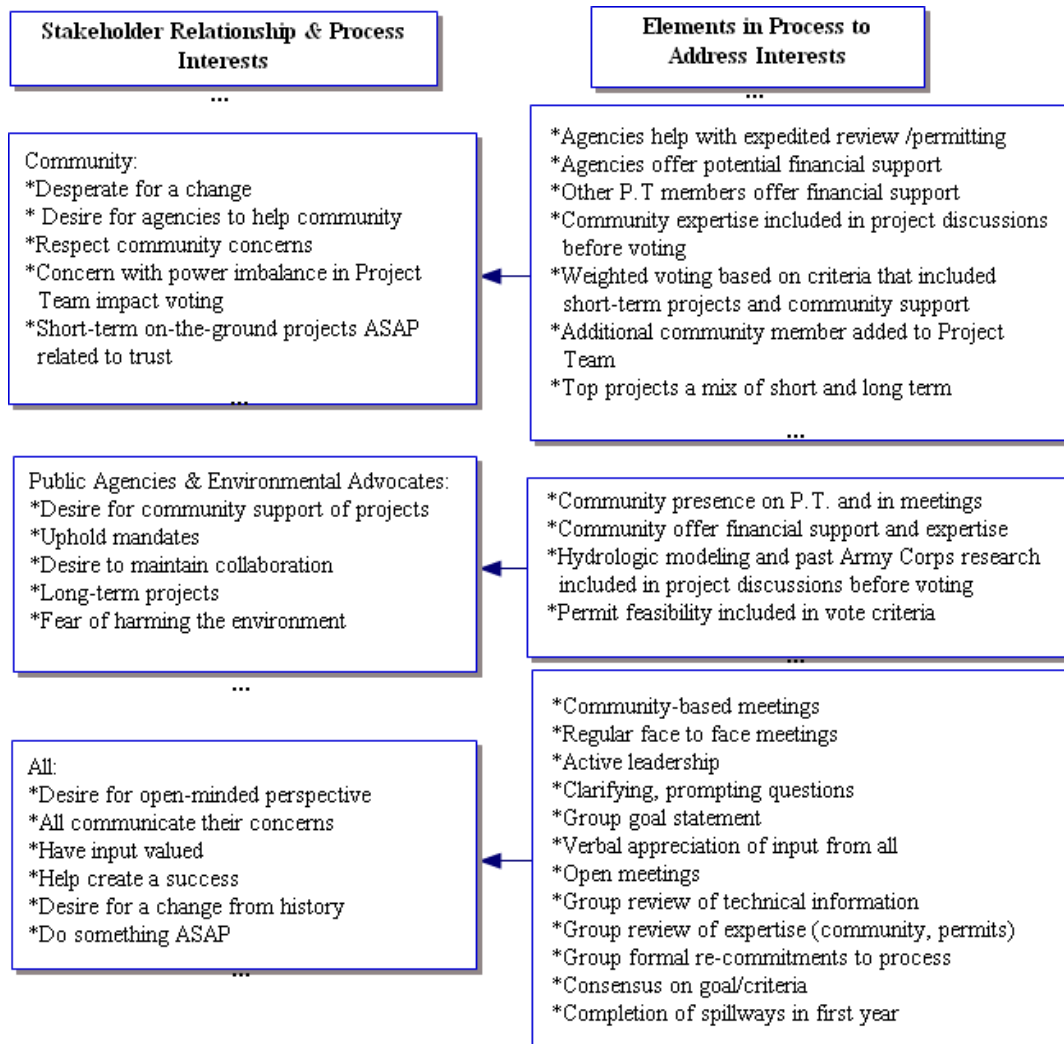 Stakeholder Relationship & Process
Interests
...
Community:
*Desperate for a change
* Desire for agencies to help community
*Respect community concerns
*Concern with power imbalance in Project
Team impact voting
*Short-term on-the-ground projects ASAP
related to trust
...
Public Agencies & Environmental Advocates:
*Desire for community support of projects
*Uphold mandates
*Desire to maintain collaboration
*Long-term projects
*Fear of harming the environment
...
All:
*Desire for open-minded perspective
*All communicate their concerns
*Have input valued
*Help create a success
*Desire for a change from history
*Do something ASAP
...
Elements in Process to
Address Interests
...
*Agencies help with expedited review /permitting
*Agencies offer potential financial support
*Other P.T members offer financial support
*Community expertise included in project discussions
before voting
*Weighted voting based on criteria that included
short-term projects and community support
*Additional community member added to Project
Team
*Top projects a mix of short and long term
...
*Community presence on P.T. and in meetings
*Community offer financial support and expertise
*Hydrologic modeling and past Army Corps research
included in project discussions before voting
*Permit feasibility included in vote criteria
...
*Community-based meetings
*Regular face to face meetings
*Active leadership
*Clarifying, prompting questions
*Group goal statement
*Verbal appreciation of input from all
*Open meetings
*Group review of technical information
*Group review of expertise (community, permits)
*Group formal re-commitments to process
*Consensus on goal/criteria
*Completion of spillways in first year